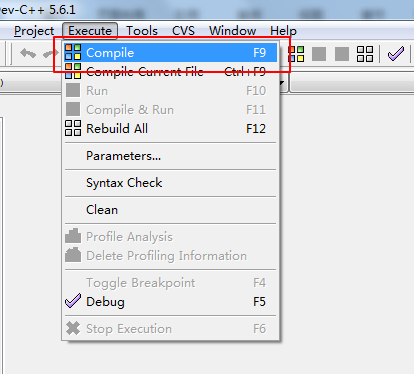 Dev-C++ 5.6.1
Project Execute Tools CVS Window Help
Compile F9
Compile Current File Ctrl+F9
Run F10
Compile & Run F11
Rebuild All F12
Parameters...
Syntax Check
Clean
Profile Analysis
Delete Profiling Information
Toggle Breakpoint F4
Debug F5
Stop Execution F6